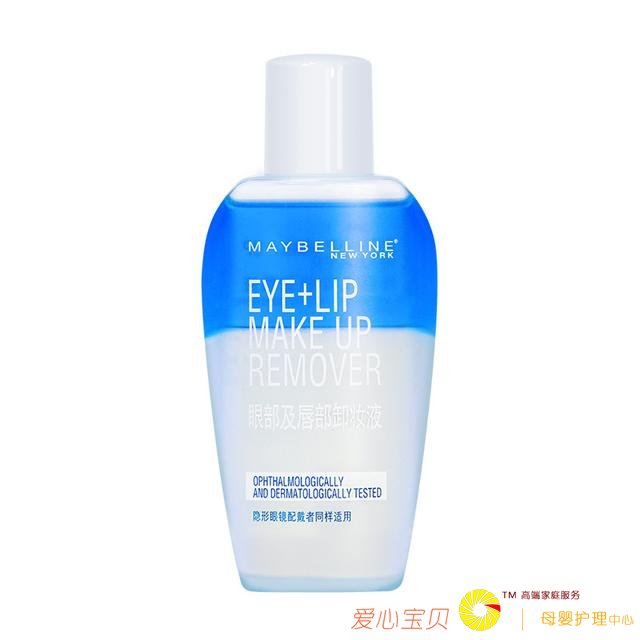 MAYBELLINE®
NEW YORK
EYE+LIP
MAKE UP
REMOVER
眼部及唇部卸妆液
OPHTHALMOLOGICALLY
AND DERMATOLOGICALLY TESTED
隐形眼镜配戴者同样适用
爱心宝贝
TM 高端家庭服务
母婴护理中心